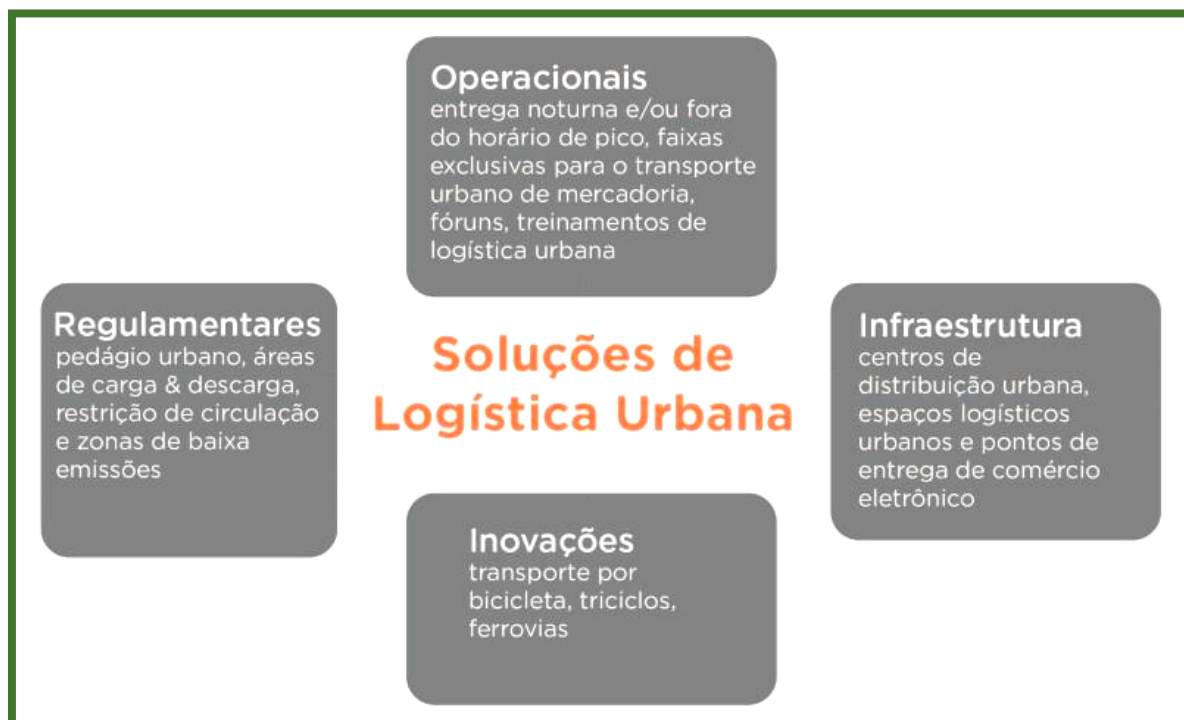 Operacionais
entrega noturna e/ou fora
do horário de pico, faixas
exclusivas para o transporte
urbano de mercadoria,
fóruns, treinamentos de
logística urbana
Regulamentares
pedágio urbano, áreas
de carga & descarga,
restrição de circulação
e zonas de baixa
emissões
Soluções de
Logística Urbana
Infraestrutura
centros de
distribuição urbana,
espaços logísticos
urbanos e pontos de
entrega de comércio
eletrônico
Inovações
transporte por
bicicleta, triciclos,
ferrovias